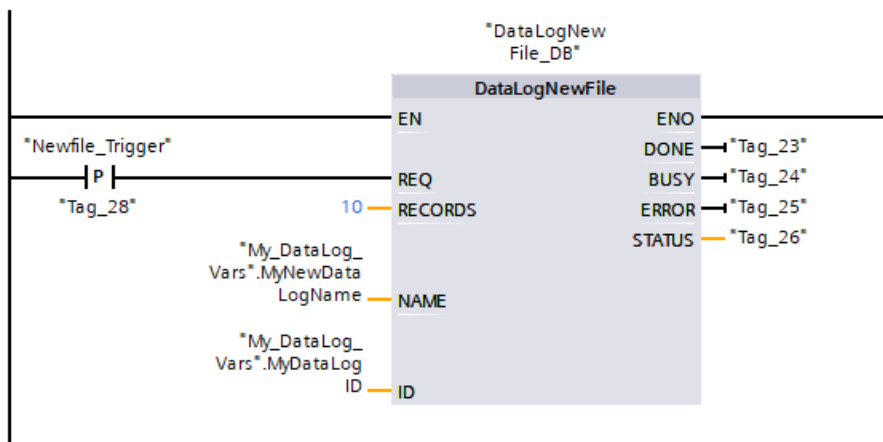 "DataLogNew
File_DB"
DataLogNewFile
EN
ENO
"Newfile_Trigger"
DONE
"Tag_23"
P
REQ
BUSY
"Tag_24"
"Tag_28"
10
RECORDS
ERROR
"Tag_25"
STATUS
"Tag_26"
"My_DataLog_
Vars".MyNewData
LogName
NAME
"My_DataLog_
Vars".MyDataLog
ID
ID